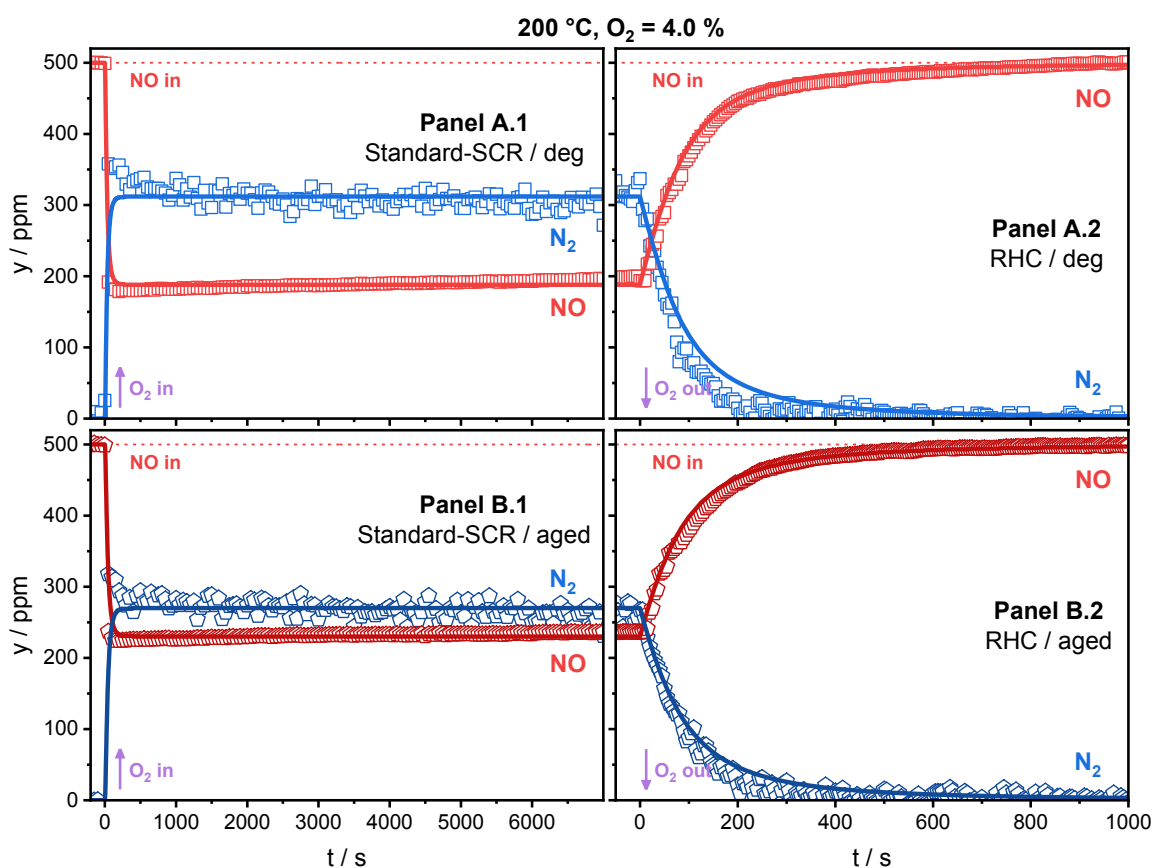 200 °C, O₂ = 4.0 %
y / ppm
500
400
300
200
100
0
NO in
Panel A.1
Standard-SCR / deg
N₂
NO
O₂ in
NO in
NO
Panel A.2
RHC / deg
N₂
O₂ out
y / ppm
500
400
300
200
100
0
NO in
Panel B.1
Standard-SCR / aged
N₂
NO
O₂ in
0 1000 2000 3000 4000 5000 6000
t / s
NO in
NO
Panel B.2
RHC / aged
N₂
O₂ out
0 200 400 600 800 1000
t / s